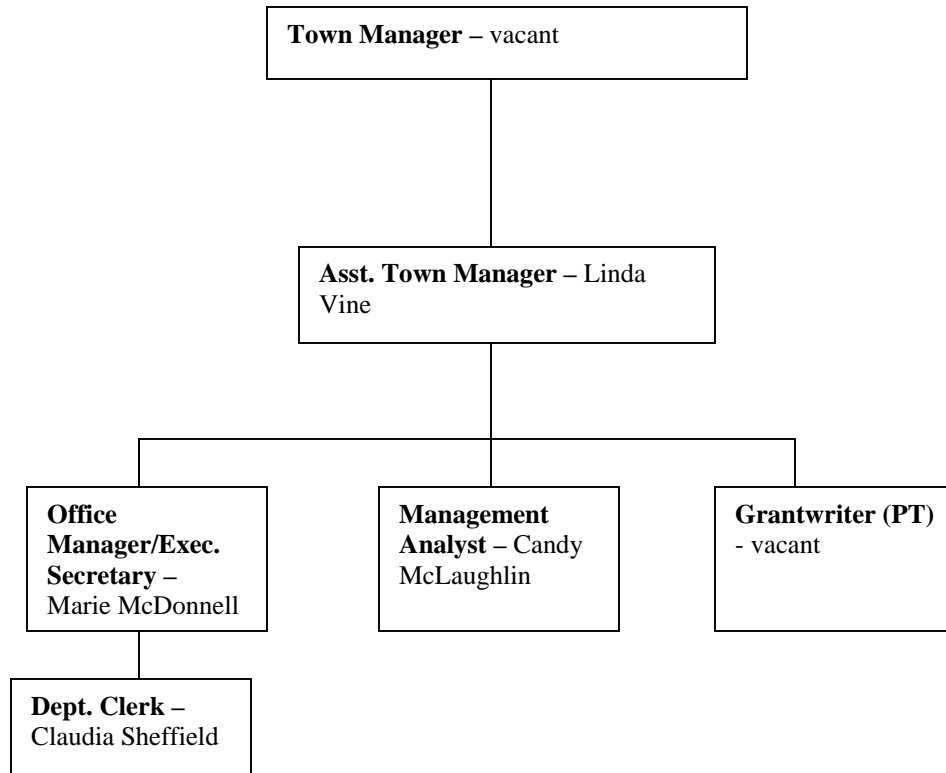 Town Manager – vacant
Asst. Town Manager – Linda
Vine
Office
Manager/Exec.
Secretary –
Marie McDonnell
Management
Analyst – Candy
McLaughlin
Grantwriter (PT)
- vacant
Dept. Clerk –
Claudia Sheffield